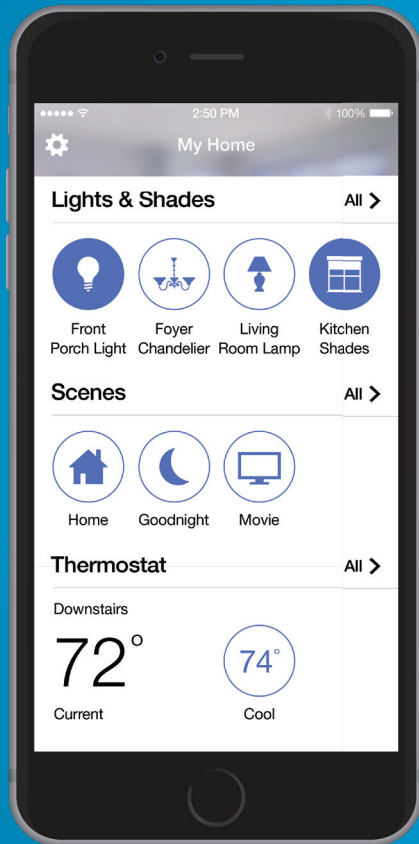 2:50 PM
100%
My Home
Lights & Shades
All
Front
Porch Light
Foyer
Chandelier
Living
Room Lamp
Kitchen
Shades
Scenes
All
Home
Goodnight
Movie
Thermostat
All
Downstairs
72°
74°
Current
Cool